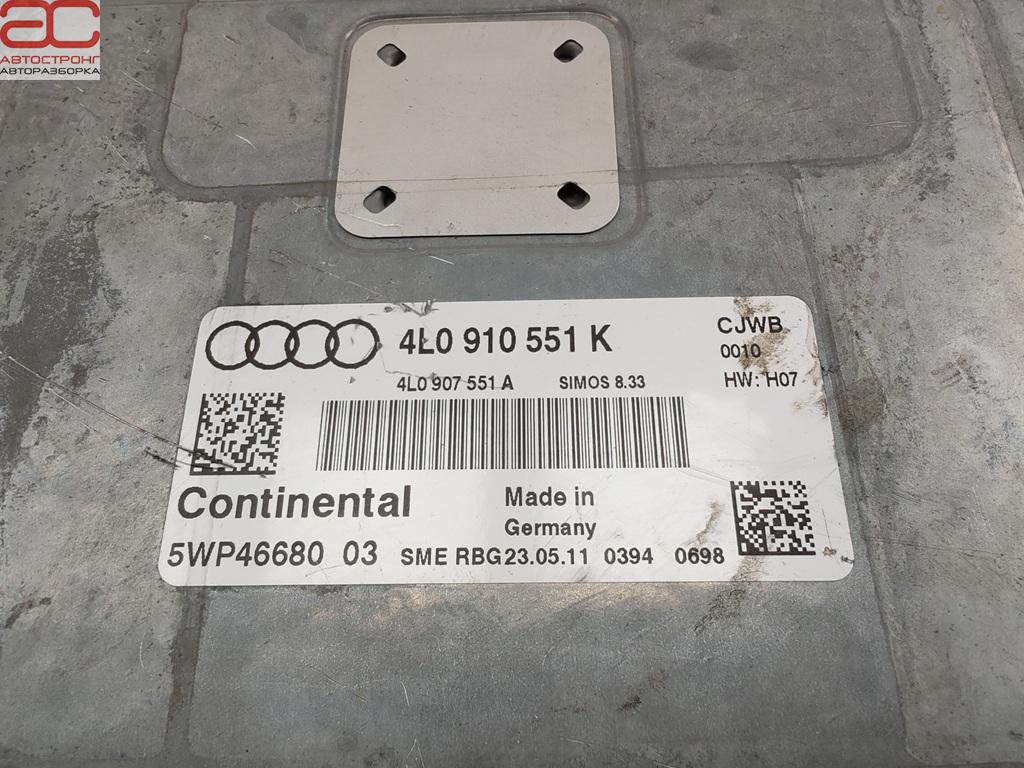 АС
АВТОСТРОНГ
АВТОРАЗБОРКА
4L0 910 551 K
CJWB
0010
4L0 907 551 A SIMOS 8.33
HW: H07
Continental
Made in
Germany
5WP46680 03 SME RBG23.05.11 0394 0698